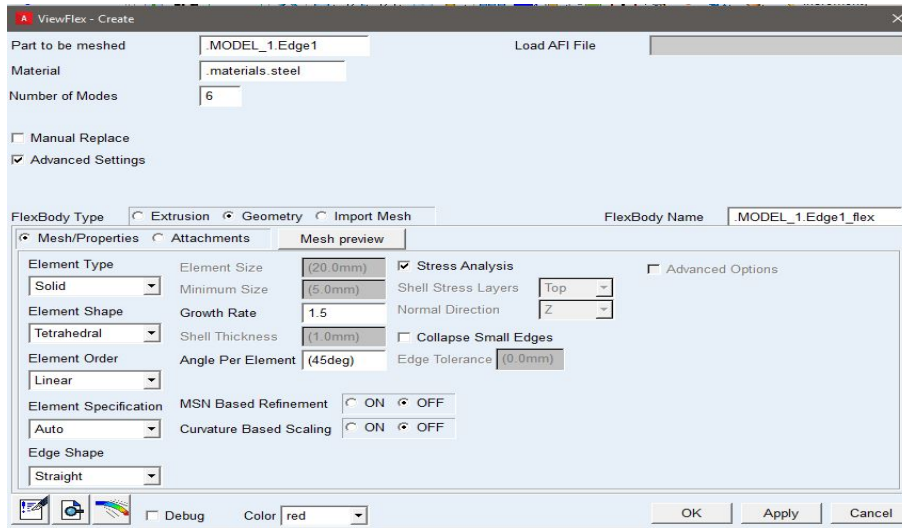 ViewFlex - Create
Part to be meshed .MODEL_1.Edge1 Load AFI File
Material .materials.steel
Number of Modes 6
Manual Replace
Advanced Settings
FlexBody Type Extrusion Geometry Import Mesh FlexBody Name .MODEL_1.Edge1_flex
Mesh/Properties Attachments Mesh preview
Element Type Element Size (20.0mm) Stress Analysis Advanced Options
Solid Minimum Size (5.0mm) Shell Stress Layers Top
Element Shape Growth Rate 1.5 Normal Direction Z
Tetrahedral Shell Thickness (1.0mm) Collapse Small Edges
Element Order Angle Per Element (45deg) Edge Tolerance (0.0mm)
Linear
Element Specification MSN Based Refinement ON OFF
Auto Curvature Based Scaling ON OFF
Edge Shape
Straight
Debug Color red OK Apply Cancel